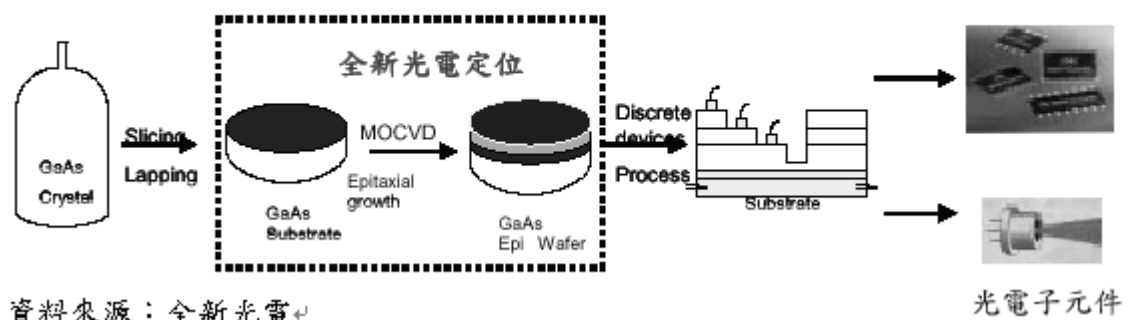 全新光電定位
GaAs
Crystal
Slicing
Lapping
GaAs
Substrate
MOCVD
Epitaxial
growth
GaAs
Epi Wafer
Discrete
devices
Process
Substrate
光電子元件
資料來源：全新光電